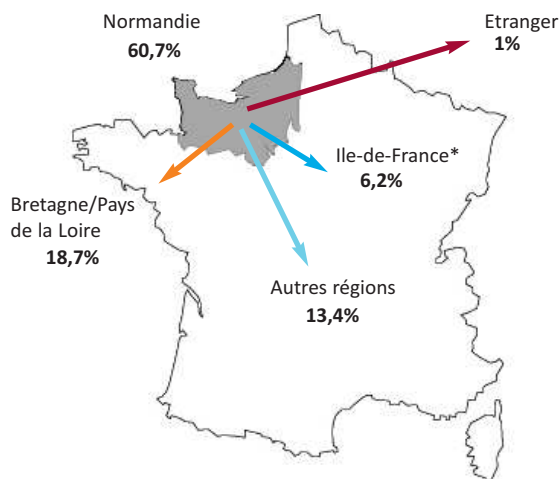 Normandie
60,7%
Etranger
1%
Ile-de-France*
6,2%
Bretagne/Pays
de la Loire
18,7%
Autres régions
13,4%